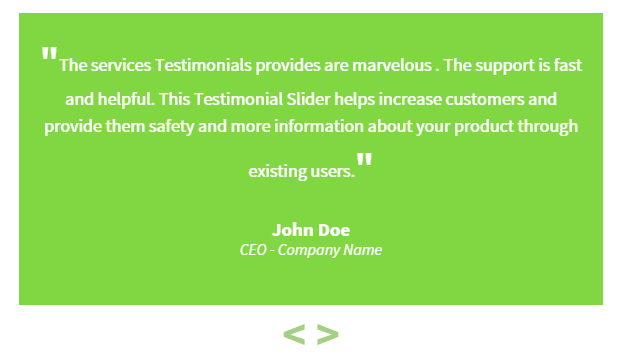 "The services Testimonials provides are marvelous . The support is fast
and helpful. This Testimonial Slider helps increase customers and
provide them safety and more information about your product through
existing users."
John Doe
CEO - Company Name
< >